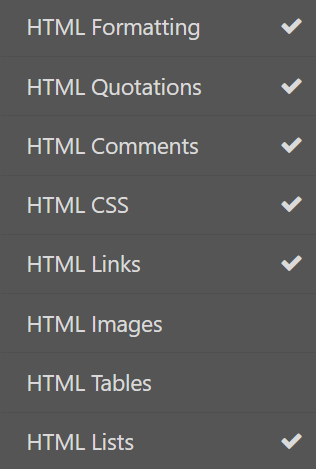 HTML Formatting
HTML Quotations
HTML Comments
HTML CSS
HTML Links
HTML Images
HTML Tables
HTML Lists